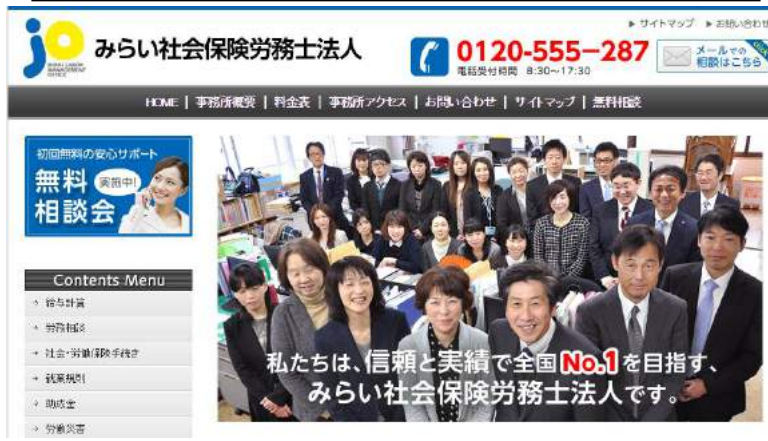 ▶ サイトマップ ▶ お問い合わせ
jo
みらい社会保険労務士法人
0120-555-287
電話受付時間 8:30~17:30
メールでの
相談はこちら
HOME | 事務所概要 | 料金表 | 事務所アクセス | お問い合わせ | サイトマップ | 無料相談
初回無料の安心サポート
無料
実施中!
相談会
Contents Menu
→ 給与計算
→ 労務相談
→ 社会・労働保険手続き
→ 就業規則
→ 助成金
→ 労働災害
私たちは、信頼と実績で全国No.1を目指す、
みらい社会保険労務士法人です。